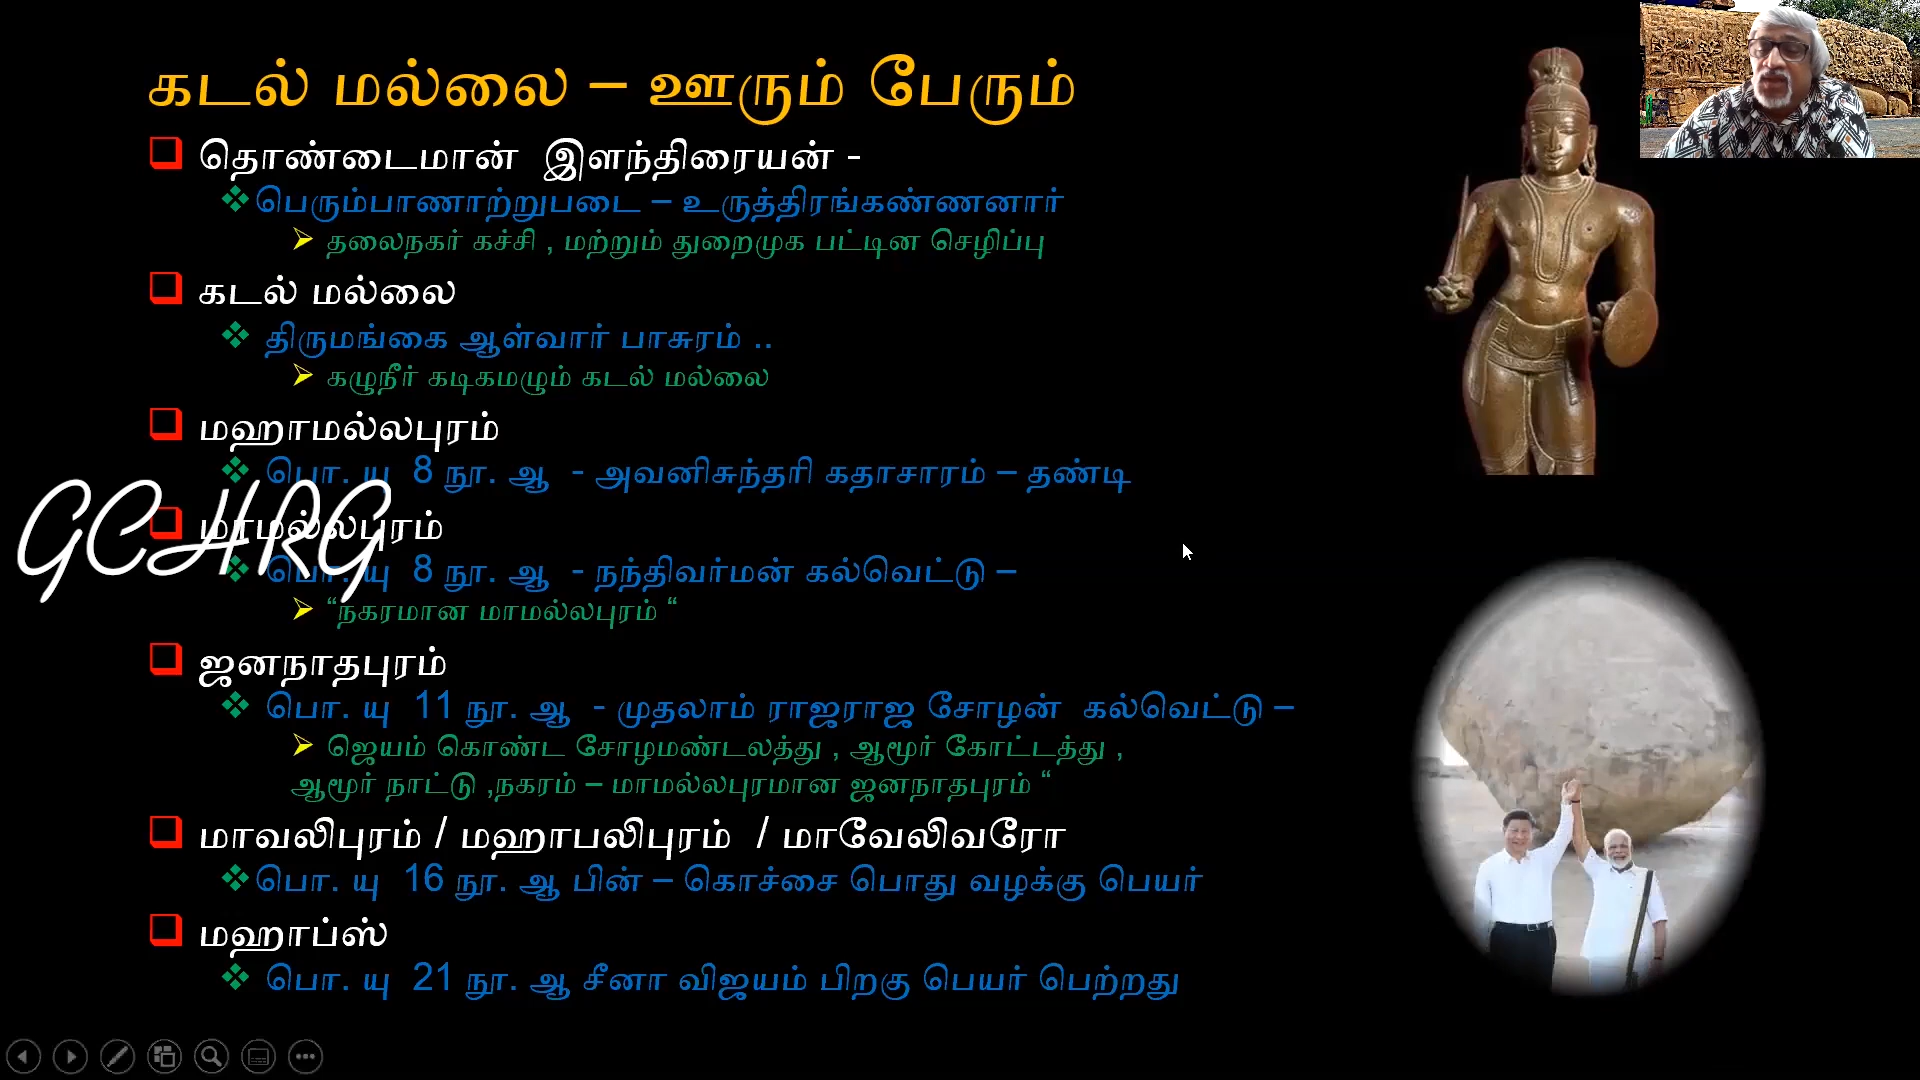 கடல் மல்லை – ஊரும் பேரும்
தொண்டைமான் இளந்திரையன் -
பெரும்பாணாற்றுபடை – உருத்திரங்கண்ணனார்
தலைநகர் கச்சி , மற்றும் துறைமுக பட்டின செழிப்பு
கடல் மல்லை
திருமங்கை ஆள்வார் பாசுரம் ..
கழுநீர் கடிகமழும் கடல் மல்லை
மஹாமல்லபுரம்
பொ. யு 8 நூ. ஆ - அவனிசுந்தரி கதாசாரம் – தண்டி
GCHRG
மாமல்லபுரம்
பொ. யு 8 நூ. ஆ - நந்திவர்மன் கல்வெட்டு –
“நகரமான மாமல்லபுரம் “
ஜனநாதபுரம்
பொ. யு 11 நூ. ஆ - முதலாம் ராஜராஜ சோழன் கல்வெட்டு –
ஜெயம் கொண்ட சோழமண்டலத்து , ஆமூர் கோட்டத்து ,
ஆமூர் நாட்டு ,நகரம் – மாமல்லபுரமான ஜனநாதபுரம் “
மாவலிபுரம் / மஹாபலிபுரம் / மாவேலிவரோ
பொ. யு 16 நூ. ஆ பின் – கொச்சை பொது வழக்கு பெயர்
மஹாப்ஸ்
பொ. யு 21 நூ. ஆ சீனா விஜயம் பிறகு பெயர் பெற்றது